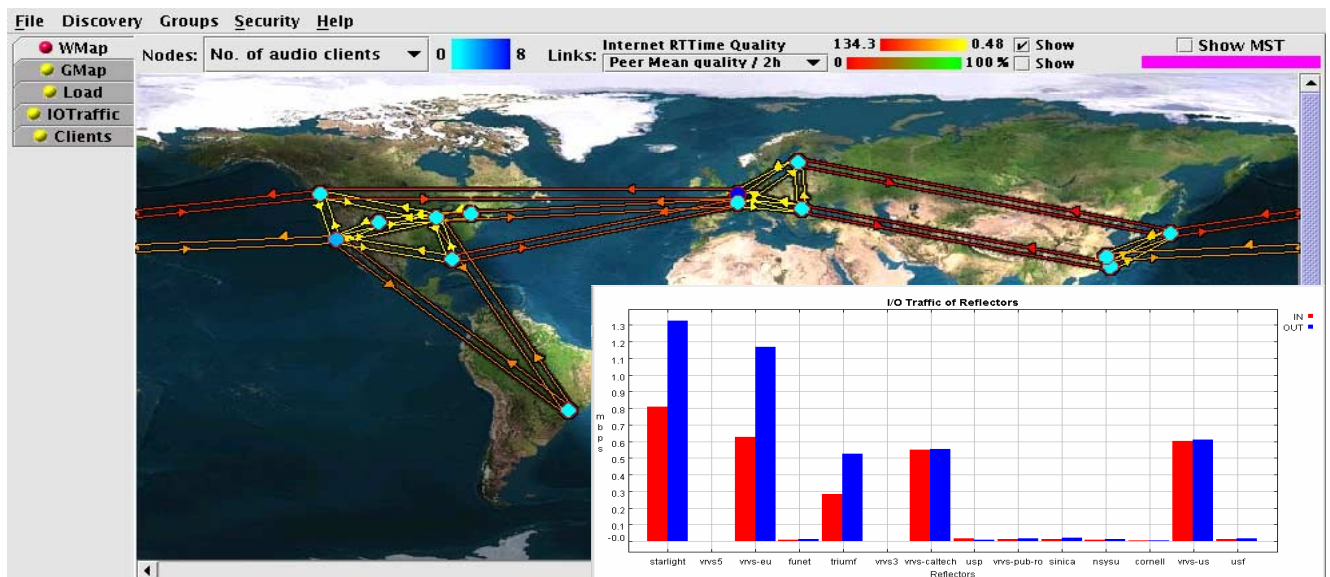 File Discovery Groups Security Help
WMap
GMap
Load
IOTraffic
Clients
Nodes: No. of audio clients 0 8 Links:
Internet RTTime Quality 134.3 0.48 Show
Peer Mean quality / 2h 0 100 % Show
Show MST
I/O Traffic of Reflectors
IN
OUT
1.3
1.2
1.1
1.0
0.9
0.8
0.7
0.6
0.5
0.4
0.3
0.2
0.1
-0.0
mbps
starlight vrvs5 vrvs-eu funet triumf vrvs3 vrvs-caltech usp vrvs-pub-ro sinica nsysu cornell vrvs-us usf
Reflectors